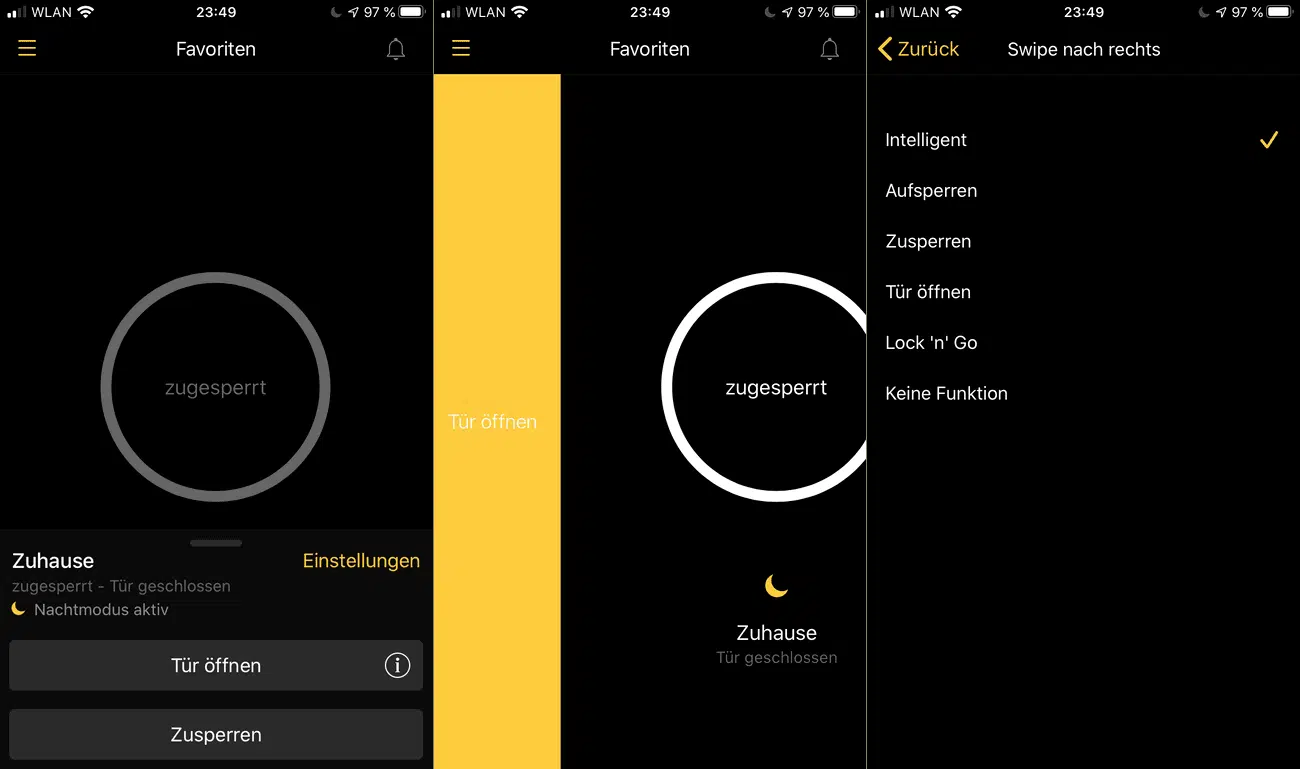 WLAN 23:49 97 %
Favoriten
zugesperrt
Zuhause Einstellungen
zugesperrt - Tür geschlossen
Nachtmodus aktiv
Tür öffnen
Zusperren
WLAN 23:49 97 %
Favoriten
Tür öffnen
zugesperrt
Zuhause
Tür geschlossen
WLAN 23:49 97 %
Zurück Swipe nach rechts
Intelligent
Aufsperren
Zusperren
Tür öffnen
Lock 'n' Go
Keine Funktion